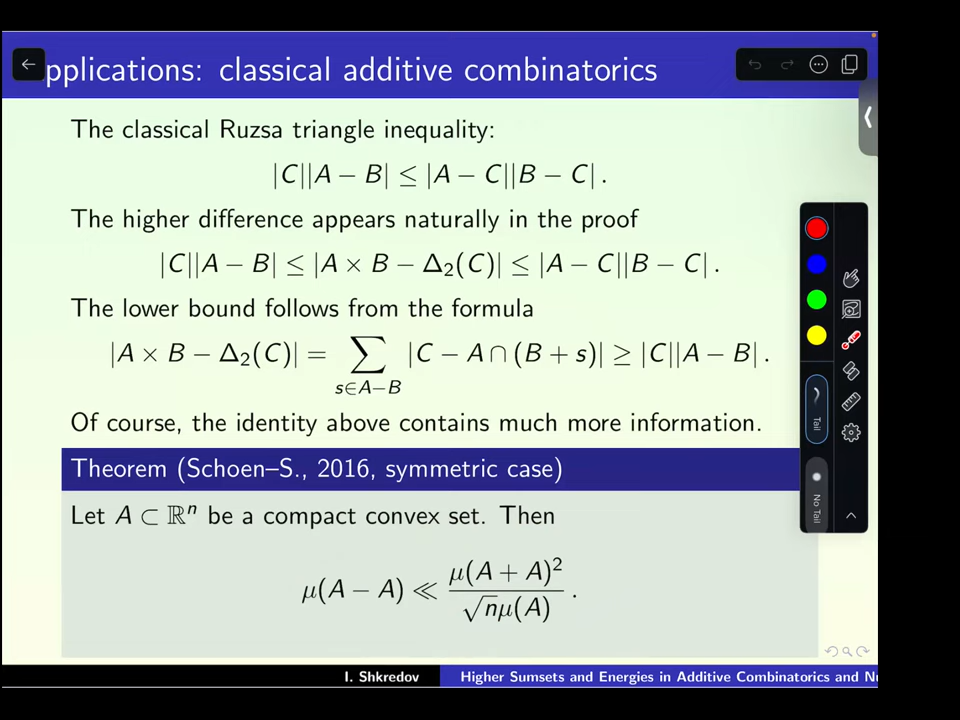 pplications: classical additive combinatorics
The classical Ruzsa triangle inequality:
|C||A − B| ≤ |A − C||B − C| .
The higher difference appears naturally in the proof
|C||A − B| ≤ |A × B − Δ₂(C)| ≤ |A − C||B − C| .
The lower bound follows from the formula
|A × B − Δ₂(C)| = ∑_{s∈A−B} |C − A ∩ (B + s)| ≥ |C||A − B| .
Of course, the identity above contains much more information.
Theorem (Schoen–S., 2016, symmetric case)
Let A ⊂ ℝⁿ be a compact convex set. Then
μ(A − A) ≪ μ(A + A)² / √nμ(A) .
Tail
No Tail
I. Shkredov
Higher Sumsets and Energies in Additive Combinatorics and